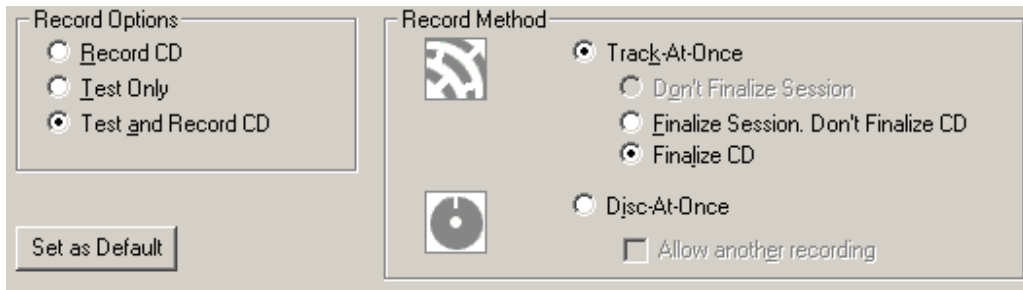 Record Options
Record CD
Test Only
Test and Record CD
Set as Default
Record Method
Track-At-Once
Don't Finalize Session
Finalize Session. Don't Finalize CD
Finalize CD
Disc-At-Once
Allow another recording